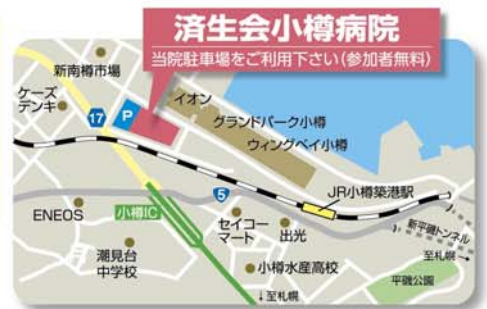 済生会小樽病院
当院駐車場をご利用下さい(参加者無料)
新南樽市場
ケーズ
デンキ
17
P
イオン
グランドパーク小樽
ウィングベイ小樽
5
JR小樽築港駅
ENEOS
小樽IC
セイコー
マート
出光
新平磯トンネル
至札幌→
潮見台
中学校
小樽水産高校
平磯公園
↓至札幌